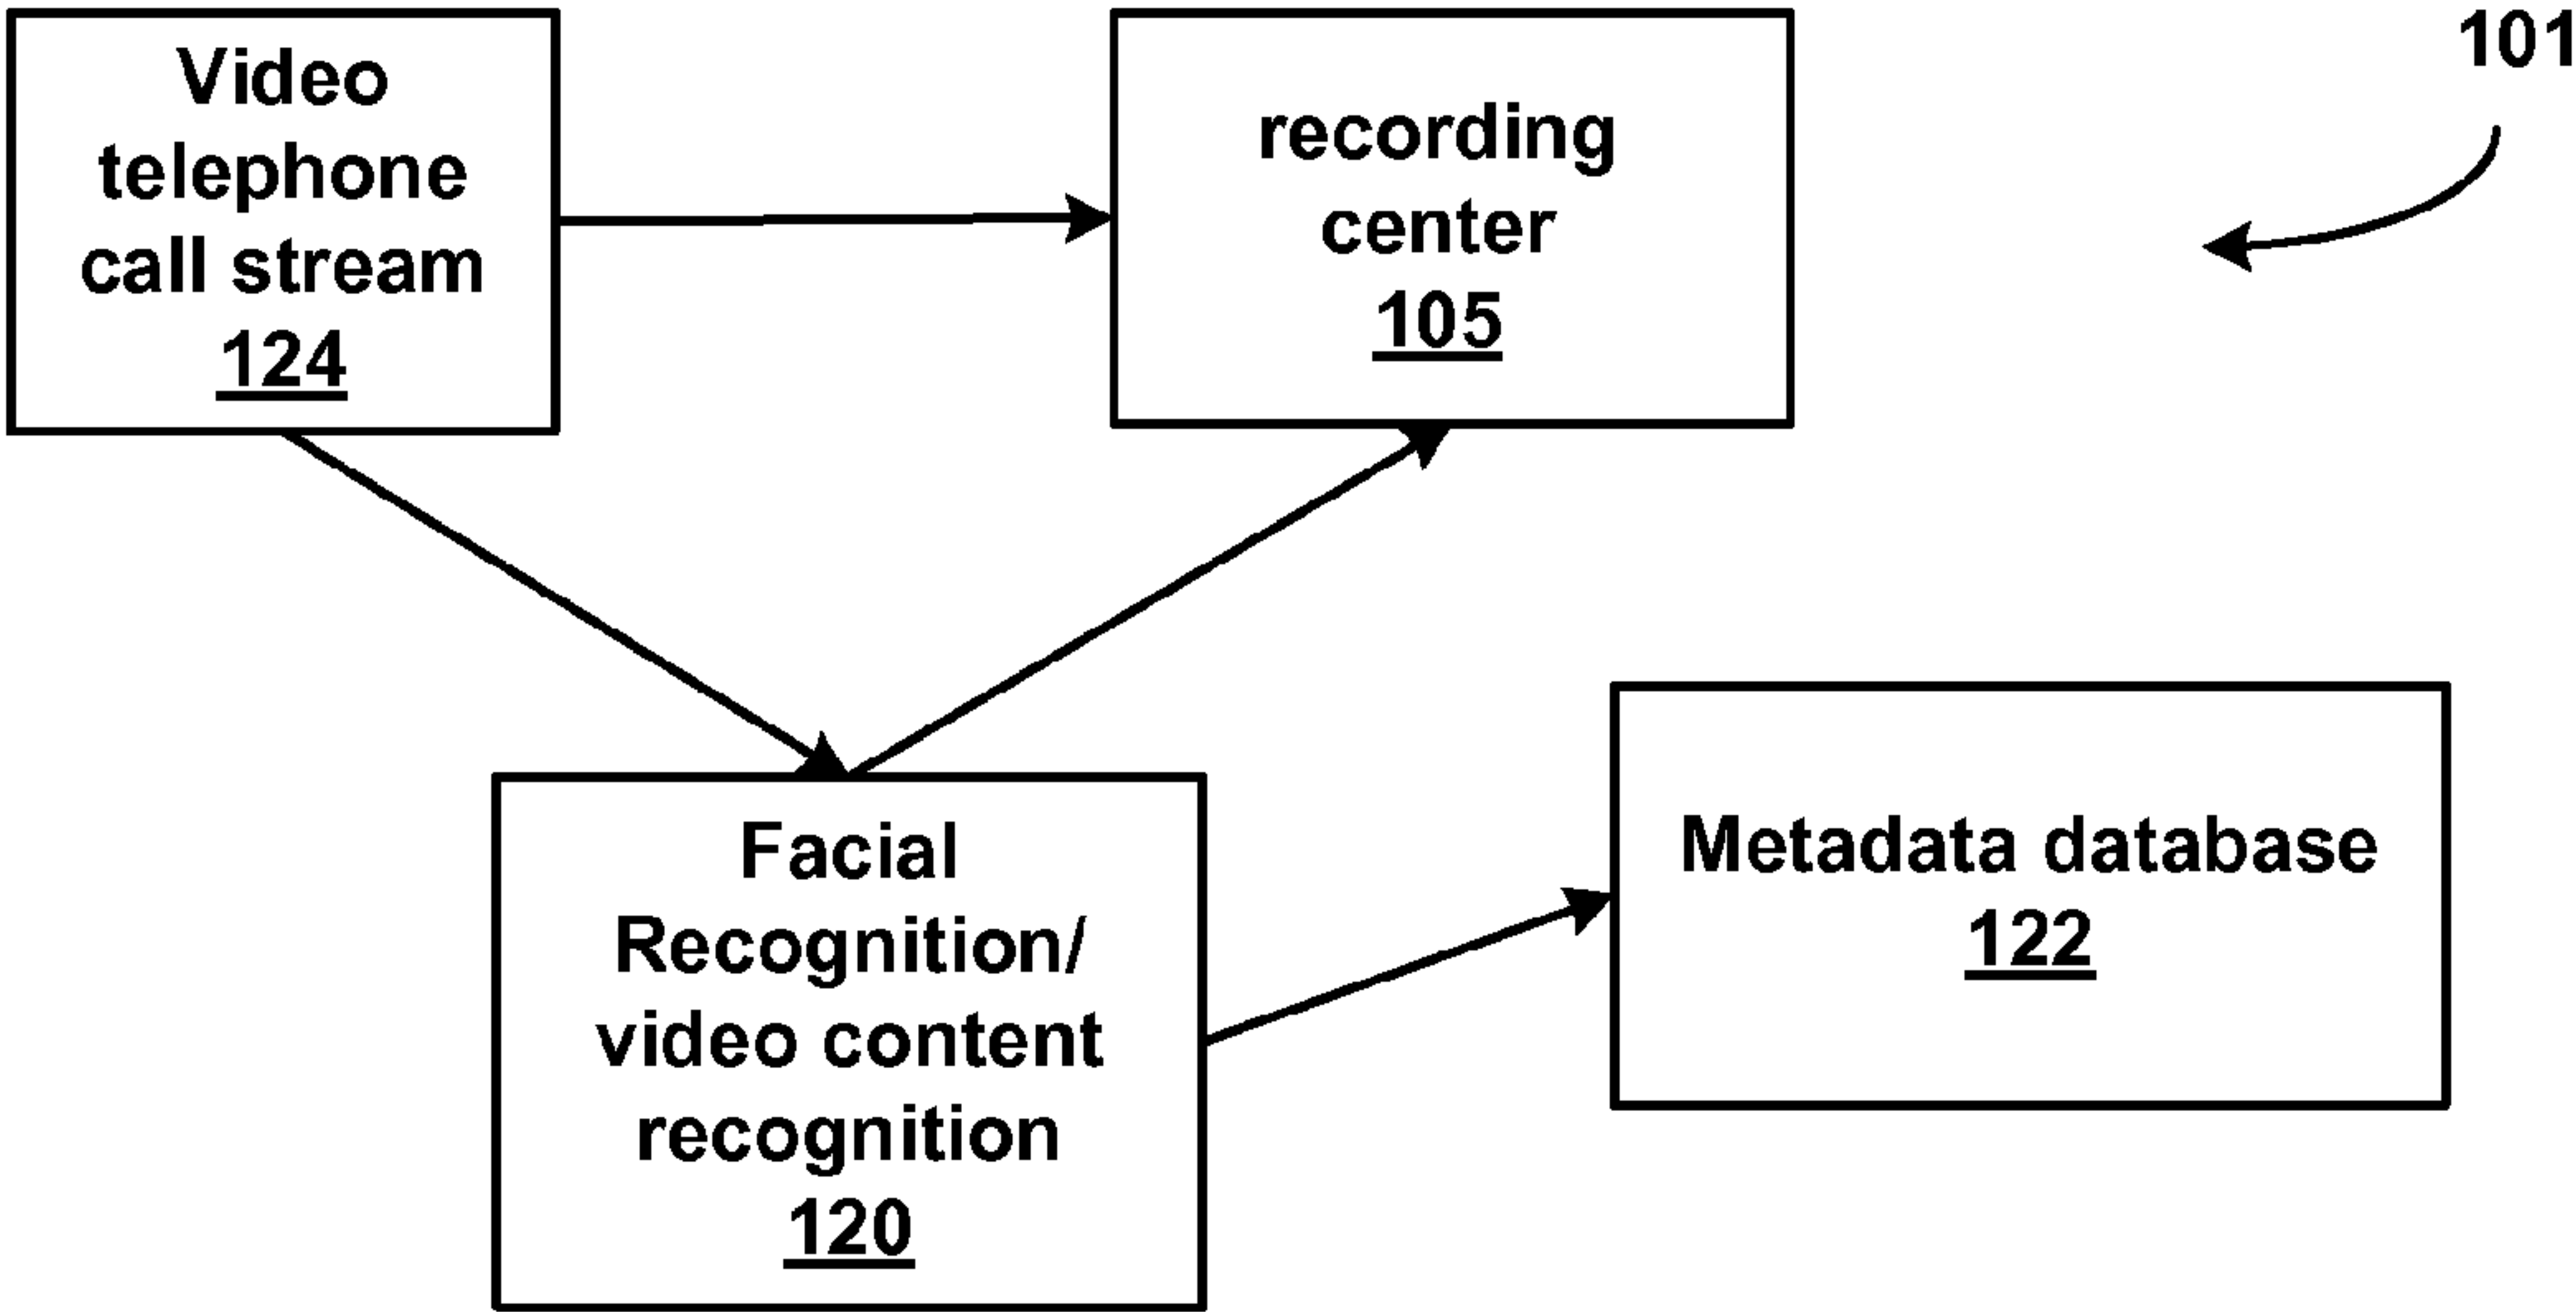 Video
telephone
call stream
124
recording
center
105
101
Facial
Recognition/
video content
recognition
120
Metadata database
122